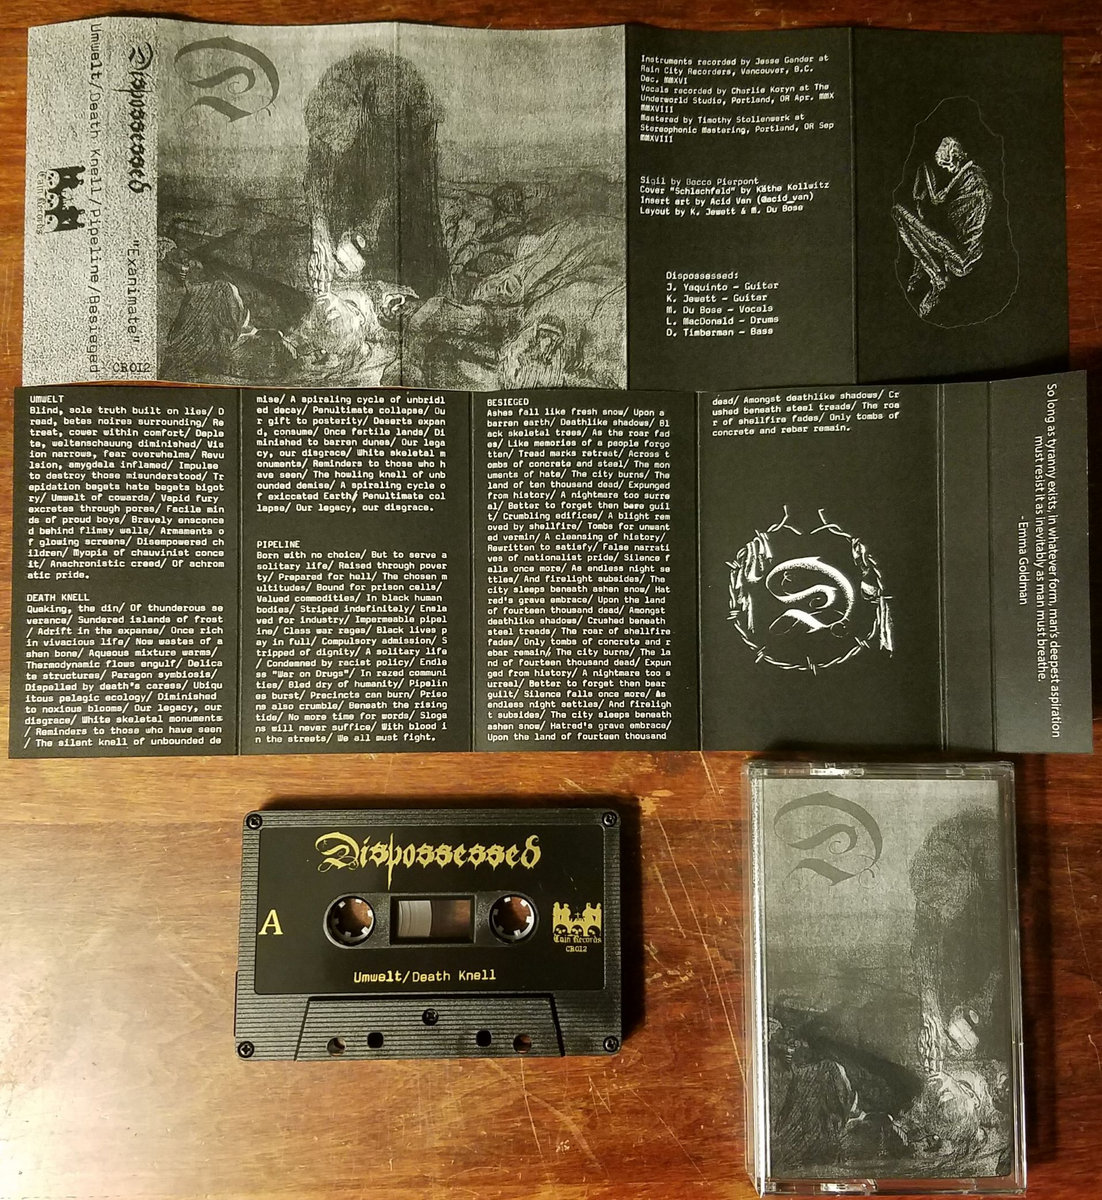 Dispossessed
"Exanimate"
Umwelt/Death Knell/Pipeline/Besieged
CR012
Instruments recorded by Jesse Gander at
Rain City Recorders, Vancouver, B.C.
Dec. MMXVI
Vocals recorded by Charlie Koryn at The
Underworld Studio, Portland, OR Apr. MMX
MMXVIII
Mastered by Timothy Stollenwerk at
Stereophonic Mastering, Portland, OR Sep
MMXVIII
Sigil by Bacco Pierpont
Cover "Schlachfeld" by Käthe Kollwitz
Insert art by Acid Van (@acid_van)
Layout by K. Jewett & M. Du Bose
Dispossessed:
J. Yaquinto - Guitar
K. Jewett - Guitar
M. Du Bose - Vocals
L. MacDonald - Drums
D. Timberman - Bass
UMWELT
Blind, sole truth built on lies/ D
read, betes noires surrounding/ Re
treat, cower within comfort/ Deple
te, weltanschauung diminished/ Vis
ion narrows, fear overwhelms/ Revu
lsion, amygdala inflamed/ Impulse
to destroy those misunderstood/ Tr
epidation begets hate begets bigot
ry/ Umwelt of cowards/ Vapid fury
excretes through pores/ Facile min
ds of proud boys/ Bravely ensconce
d behind flimsy walls/ Armaments o
f glowing screens/ Disempowered ch
ildren/ Myopia of chauvinist conce
it/ Anachronistic creed/ Of achrom
atic pride.
DEATH KNELL
Quaking, the din/ Of thunderous se
verance/ Sundered islands of frost
/ Adrift in the expanse/ Once rich
in vivacious life/ Now wastes of a
shen bone/ Aqueous mixture warms/
Thermodynamic flows engulf/ Delica
te structures/ Paragon symbiosis/
Dispelled by death's caress/ Ubiqu
itous pelagic ecology/ Diminished
to noxious blooms/ Our legacy, our
disgrace/ White skeletal monuments
/ Reminders to those who have seen
/ The silent knell of unbounded de
mise/ A spiraling cycle of unbridl
ed decay/ Penultimate collapse/ Ou
r gift to posterity/ Deserts expan
d, consume/ Once fertile lands/ Di
minished to barren dunes/ Our lega
cy, our disgrace/ White skeletal m
onuments/ Reminders to those who h
ave seen/ The howling knell of unb
ounded demise/ A spiraling cycle o
f exiccated Earth/ Penultimate col
lapse/ Our legacy, our disgrace.
PIPELINE
Born with no choice/ But to serve a
solitary life/ Raised through pover
ty/ Prepared for hell/ The chosen m
ultitudes/ Bound for prison cells/
Valued commodities/ In black human
bodies/ Striped indefinitely/ Ensla
ved for industry/ Impermeable pipel
ine/ Class war rages/ Black lives p
ay in full/ Compulsory admission/ S
tripped of dignity/ A solitary life
/ Condemned by racist policy/ Endle
ss "War on Drugs"/ In razed communi
ties/ Bled dry of humanity/ Pipelin
es burst/ Precincts can burn/ Priso
ns also crumble/ Beneath the rising
tide/ No more time for words/ Sloga
ns will never suffice/ With blood i
n the streets/ We all must fight.
BESIEGED
Ashes fall like fresh snow/ Upon a
barren earth/ Deathlike shadows/ Bl
ack skeletal trees/ As the roar fad
es/ Like memories of a people forgo
tten/ Tread marks retreat/ Across t
ombs of concrete and steel/ The mon
uments of hate/ The city burns/ The
land of ten thousand dead/ Expunged
from history/ A nightmare too surre
al/ Better to forget then bere guil
t/ Crumbling edifices/ A blight rem
oved by shellfire/ Tombs for unwant
ed vermin/ A cleansing of history/
Rewritten to satisfy/ False narrati
ves of nationalist pride/ Silence f
alls once more/ As endless night se
ttles/ And firelight subsides/ The
city sleeps beneath ashen snow/ Hat
red's grave embrace/ Upon the land
of fourteen thousand dead/ Amongst
deathlike shadows/ Crushed beneath
steel treads/ The roar of shellfire
fades/ Only tombs of concrete and r
ebar remain/ The city burns/ The la
nd of fourteen thousand dead/ Expun
ged from history/ A nightmare too s
urreal/ Better to forget then bear
guilt/ Silence falls once more/ As
endless night settles/ And fireligh
t subsides/ The city sleeps beneath
ashen snow/ Hatred's grave embrace/
Upon the land of fourteen thousand
dead/ Amongst deathlike shadows/ Cr
ushed beneath steel treads/ The roa
r of shellfire fades/ Only tombs of
concrete and rebar remain.
So long as tyranny exists, in whatever form, man's deepest aspiration
must resist it as inevitably as man must breathe.
- Emma Goldman
Dispossessed
A
Cain Records
CR012
Umwelt/Death Knell